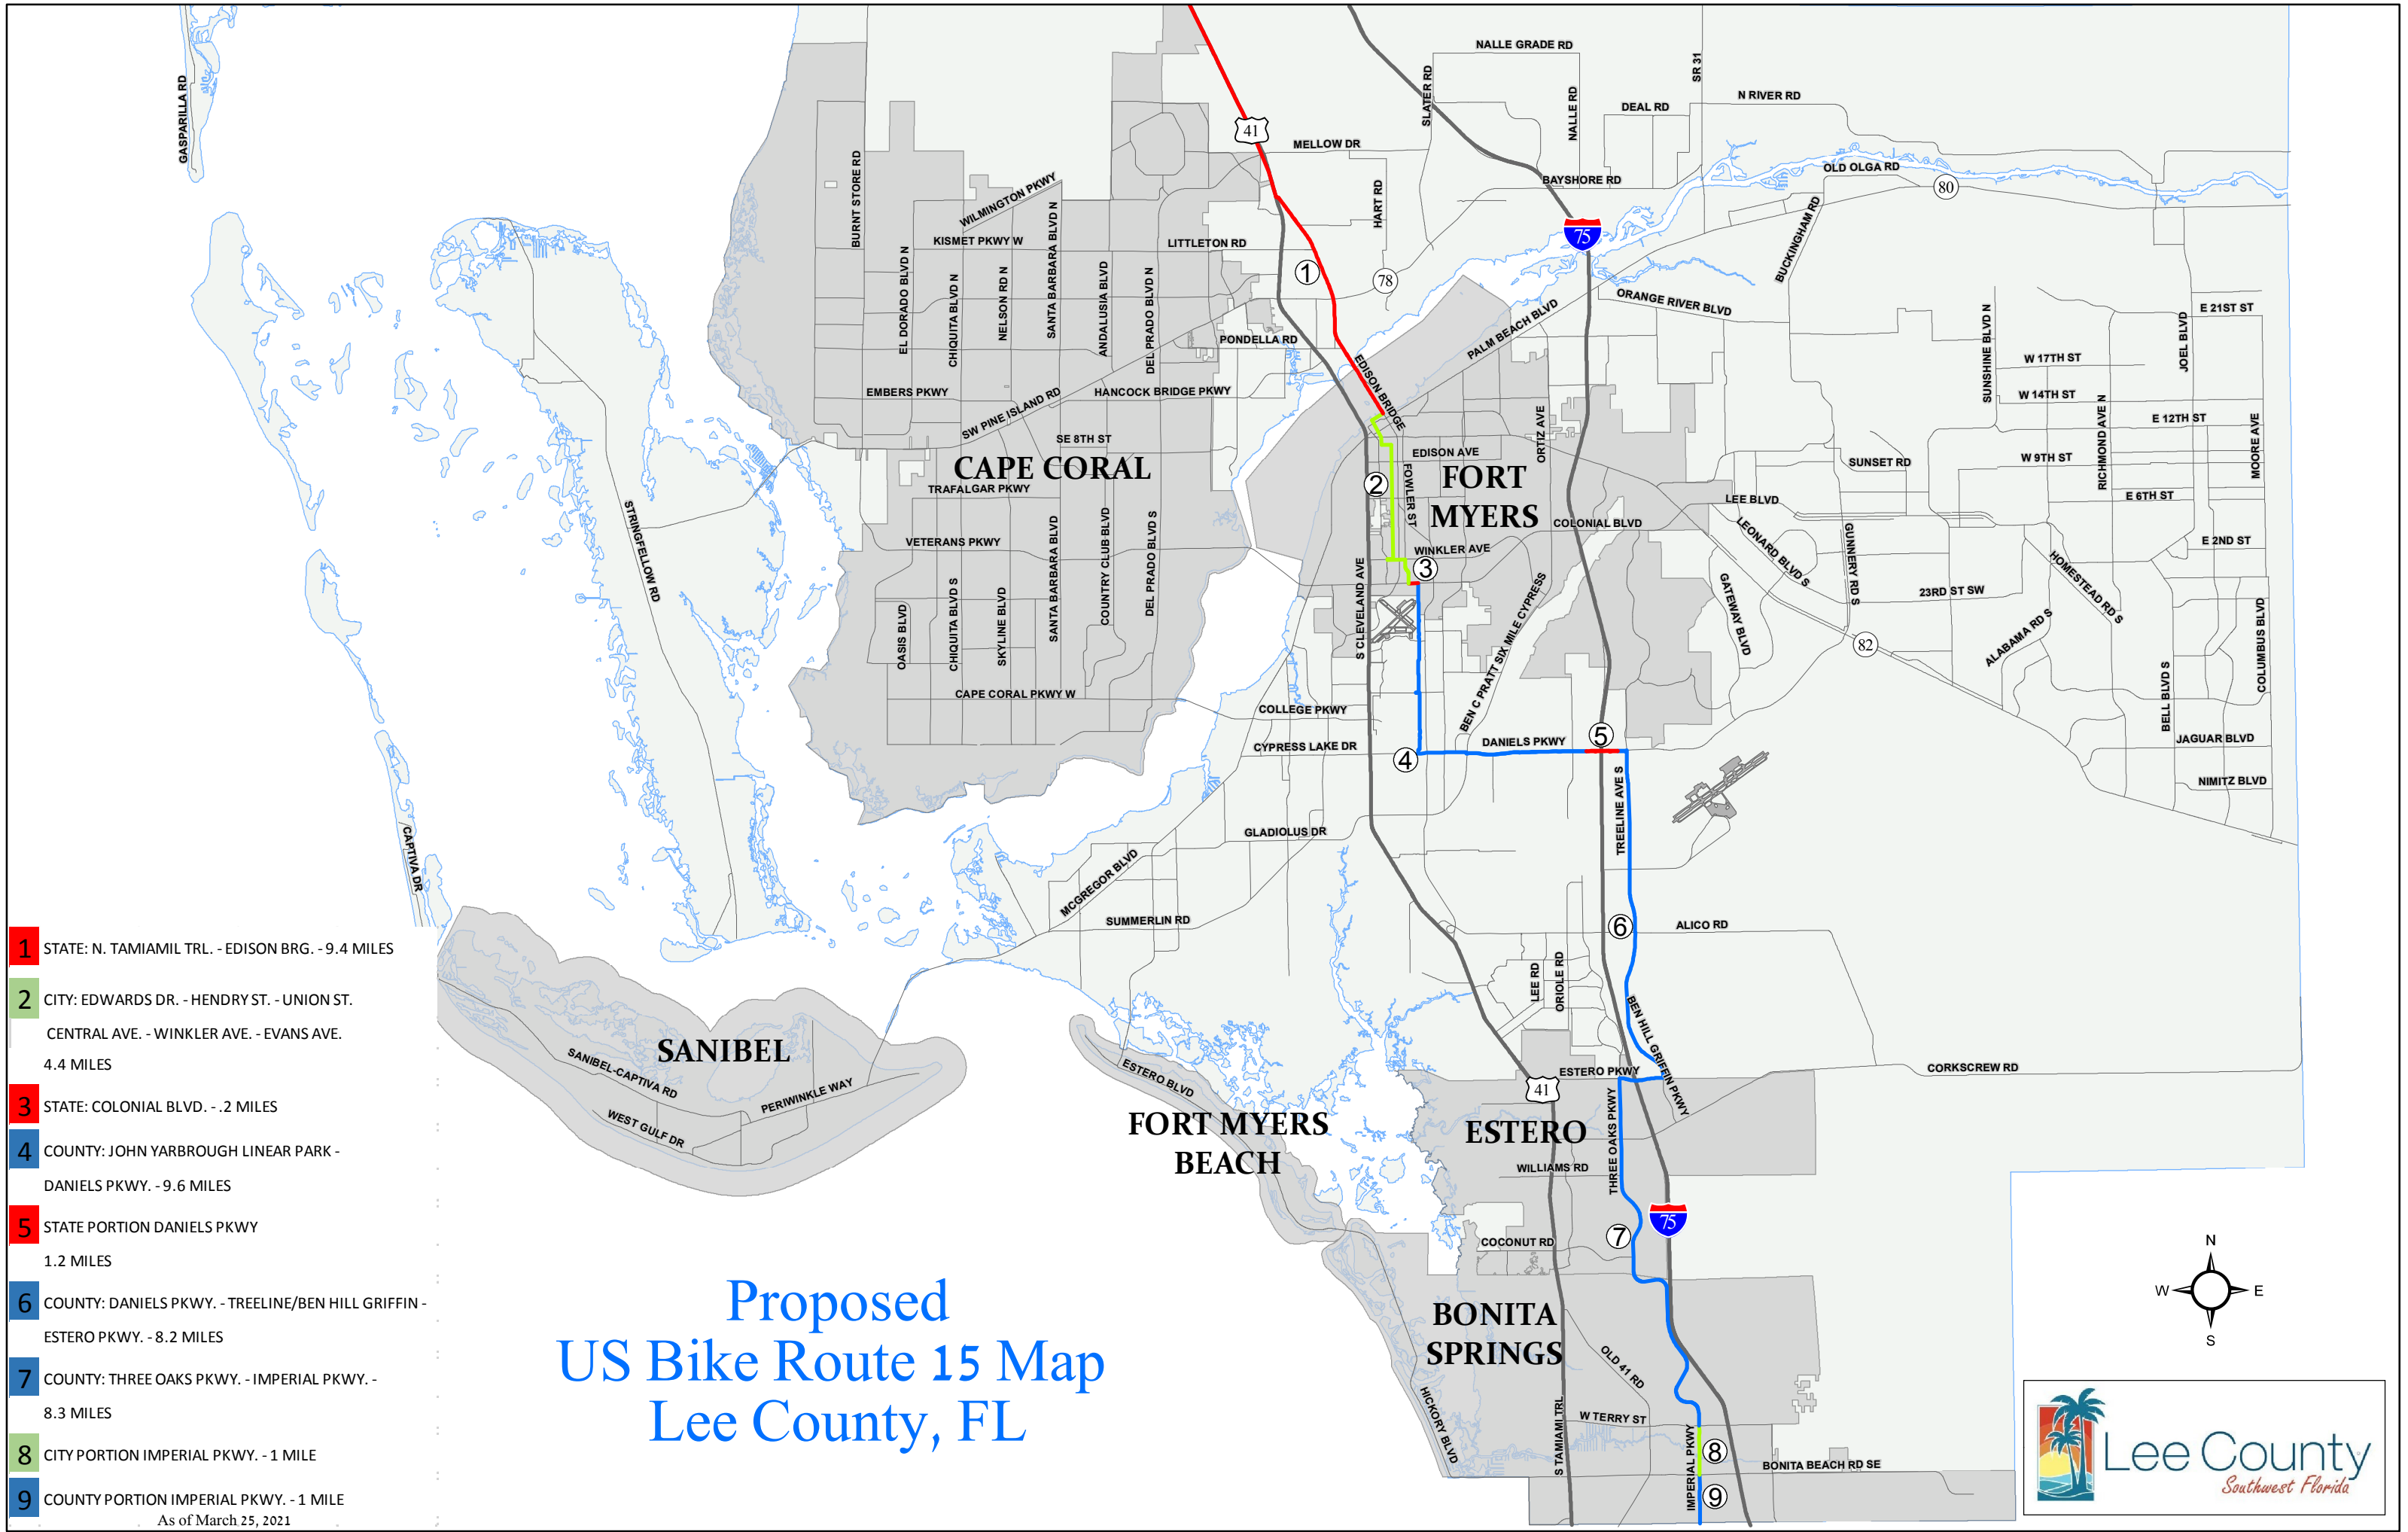 GASPARILLA RD
BURNT STORE RD
41
MELLOW DR
SLATER RD
NALLE GRADE RD
NALLE RD
DEAL RD
SR 31
N RIVER RD
OLD OLGA RD
80
BAYSHORE RD
HART RD
75
BUCKINGHAM RD
WILMINGTON PKWY
KISMET PKWY W
LITTLETON RD
EL DORADO BLVD N
CHIQUITA BLVD N
NELSON RD N
SANTA BARBARA BLVD N
ANDALUSIA BLVD
DEL PRADO BLVD N
1
78
ORANGE RIVER BLVD
PALM BEACH BLVD
PONDELLA RD
EDISON BRIDGE
EMBERS PKWY
SW PINE ISLAND RD
HANCOCK BRIDGE PKWY
SUNSHINE BLVD N
E 21ST ST
JOEL BLVD
W 17TH ST
W 14TH ST
RICHMOND AVE N
E 12TH ST
MOORE AVE
SE 8TH ST
CAPE CORAL
TRAFALGAR PKWY
EDISON AVE
ORTIZ AVE
2
FOWLER ST
FORT
MYERS
SUNSET RD
W 9TH ST
E 6TH ST
LEE BLVD
LEONARD BLVD S
GUNNERY RD S
COLONIAL BLVD
STRINGFELLOW RD
VETERANS PKWY
SANTA BARBARA BLVD
COUNTRY CLUB BLVD
DEL PRADO BLVD S
WINKLER AVE
3
E 2ND ST
HOMESTEAD RD S
23RD ST SW
GATEWAY BLVD
82
ALABAMA RD S
COLUMBUS BLVD
BELL BLVD S
OASIS BLVD
CHIQUITA BLVD S
SKYLINE BLVD
S CLEVELAND AVE
BEN C PRATT SIX MILE CYPRESS
CAPE CORAL PKWY W
COLLEGE PKWY
CYPRESS LAKE DR
4
DANIELS PKWY
5
JAGUAR BLVD
NIMITZ BLVD
TREELINE AVE S
CAPTIVA DR
GLADIOLUS DR
MCGREGOR BLVD
SUMMERLIN RD
6
ALICO RD
LEE RD
ORIOLE RD
BEN HILL GRIFFIN PKWY
SANIBEL
SANIBEL-CAPTIVA RD
PERIWINKLE WAY
WEST GULF DR
ESTERO BLVD
FORT MYERS
BEACH
41
ESTERO PKWY
CORKSCREW RD
ESTERO
THREE OAKS PKWY
WILLIAMS RD
75
7
COCONUT RD
BONITA
SPRINGS
OLD 41 RD
HICKORY BLVD
S TAMIAMI TRL
W TERRY ST
IMPERIAL PKWY
8
BONITA BEACH RD SE
9
1 STATE: N. TAMIAMIL TRL. - EDISON BRG. - 9.4 MILES
2 CITY: EDWARDS DR. - HENDRY ST. - UNION ST.
CENTRAL AVE. - WINKLER AVE. - EVANS AVE.
4.4 MILES
3 STATE: COLONIAL BLVD. - .2 MILES
4 COUNTY: JOHN YARBROUGH LINEAR PARK -
DANIELS PKWY. - 9.6 MILES
5 STATE PORTION DANIELS PKWY
1.2 MILES
6 COUNTY: DANIELS PKWY. - TREELINE/BEN HILL GRIFFIN -
ESTERO PKWY. - 8.2 MILES
7 COUNTY: THREE OAKS PKWY. - IMPERIAL PKWY. -
8.3 MILES
8 CITY PORTION IMPERIAL PKWY. - 1 MILE
9 COUNTY PORTION IMPERIAL PKWY. - 1 MILE
As of March 25, 2021
Proposed
US Bike Route 15 Map
Lee County, FL
N
W E
S
Lee County
Southwest Florida